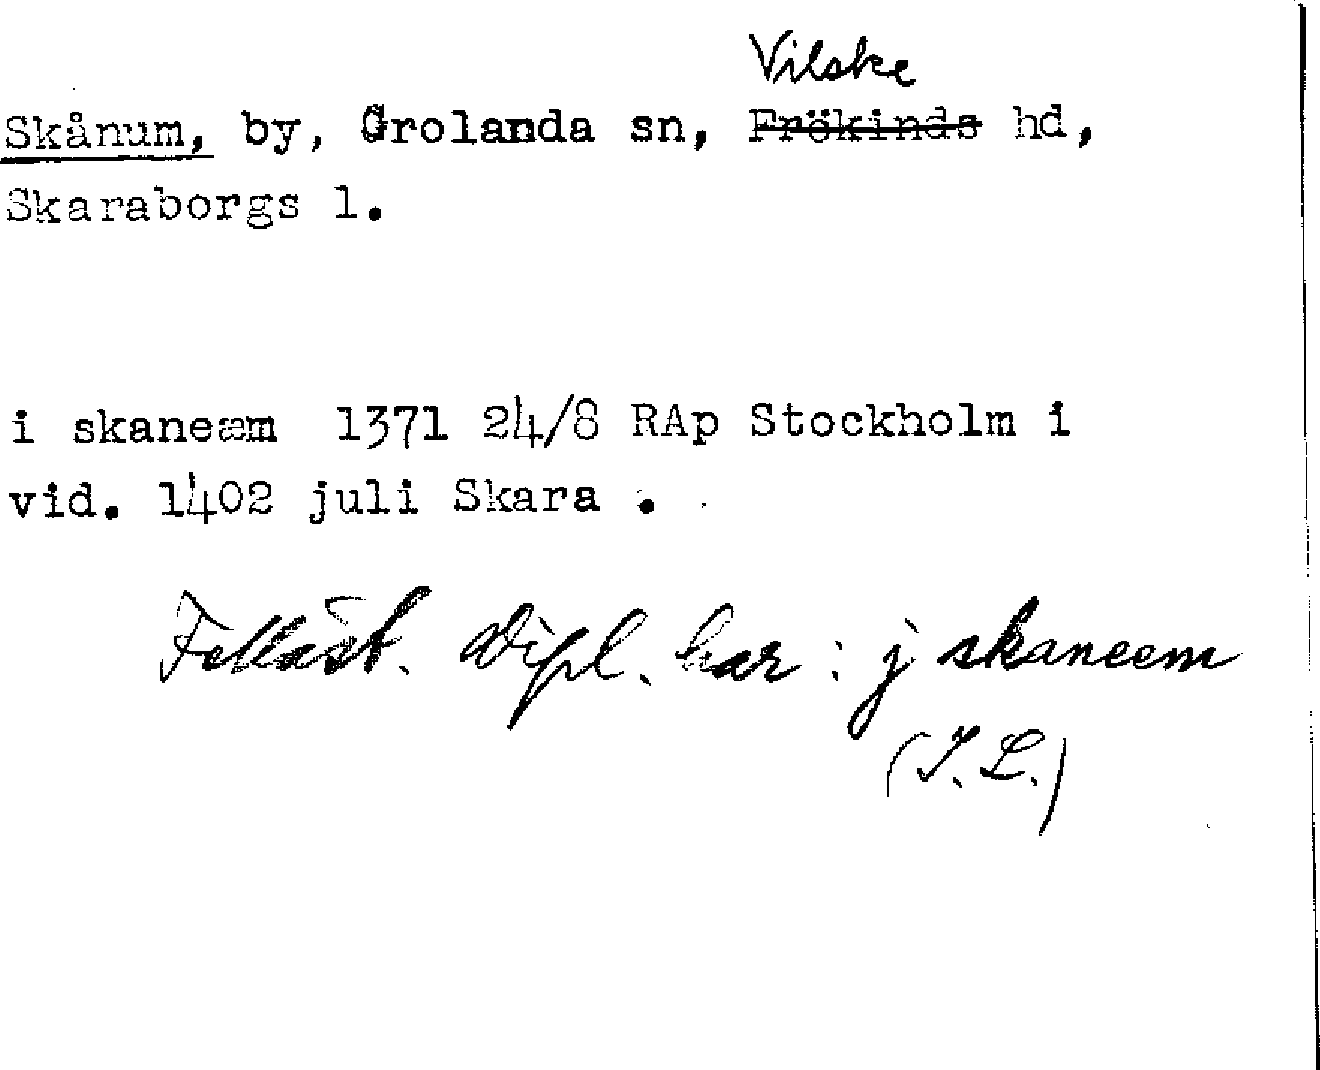 Vilske
Skånum, by, Grolanda sn, Frökinds hd,
Skaraborgs l.
i skaneæm 1371 24/8 RAp Stockholm i
vid. 1402 juli Skara .
Felläst. Dipl. har : j skaneem
(I. L.)